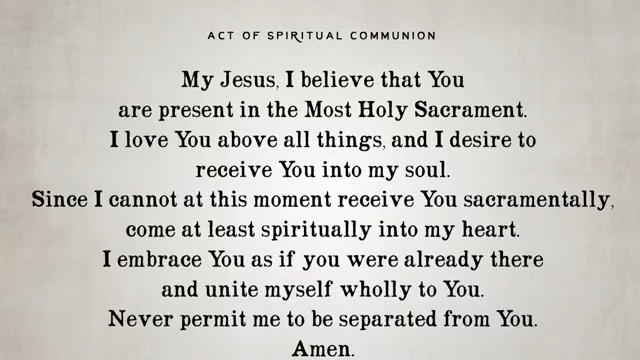 ACT OF SPIRITUAL COMMUNION
My Jesus, I believe that You
are present in the Most Holy Sacrament.
I love You above all things, and I desire to
receive You into my soul.
Since I cannot at this moment receive You sacramentally,
come at least spiritually into my heart.
I embrace You as if you were already there
and unite myself wholly to You.
Never permit me to be separated from You.
Amen.